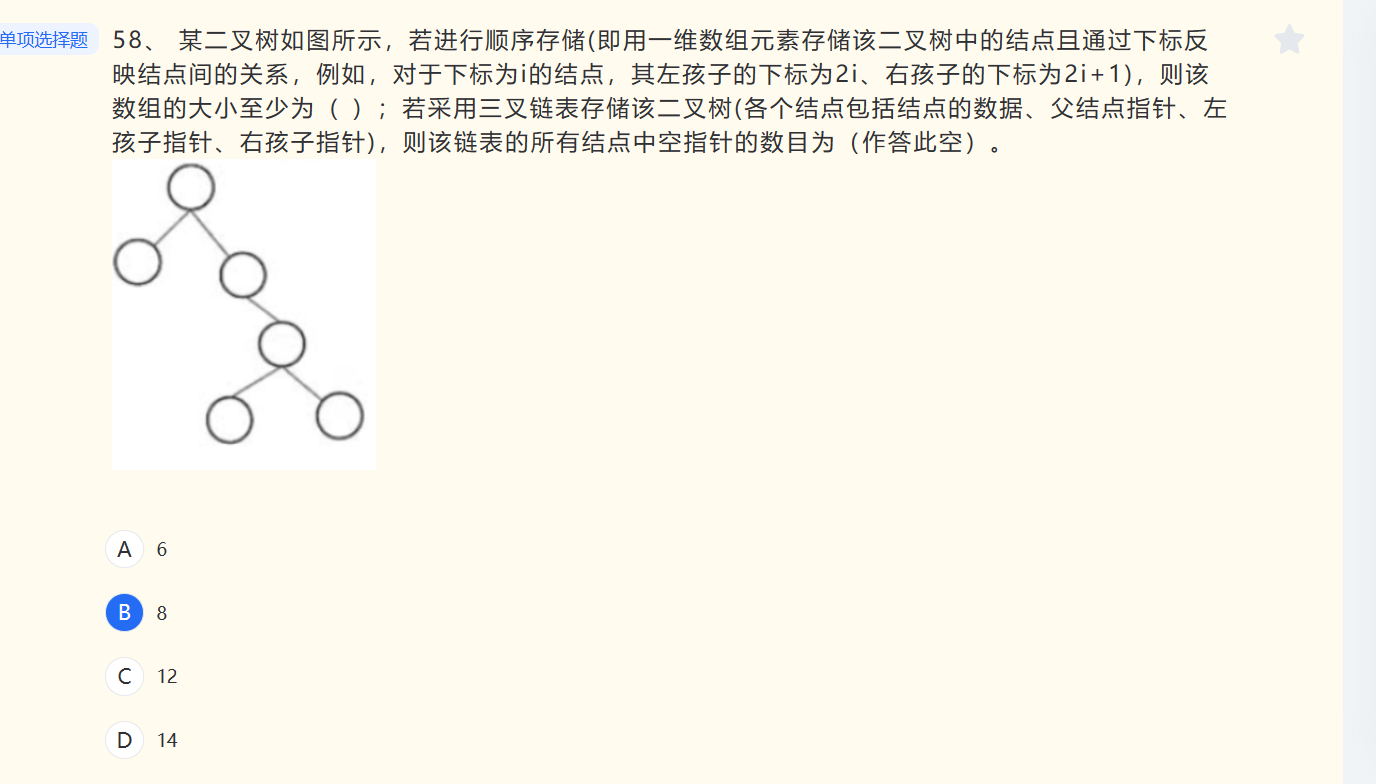 单项选择题
58、 某二叉树如图所示，若进行顺序存储(即用一维数组元素存储该二叉树中的结点且通过下标反
映结点间的关系，例如，对于下标为i的结点，其左孩子的下标为2i、右孩子的下标为2i+1)，则该
数组的大小至少为（ ）；若采用三叉链表存储该二叉树(各个结点包括结点的数据、父结点指针、左
孩子指针、右孩子指针)，则该链表的所有结点中空指针的数目为（作答此空）。
A 6
B 8
C 12
D 14